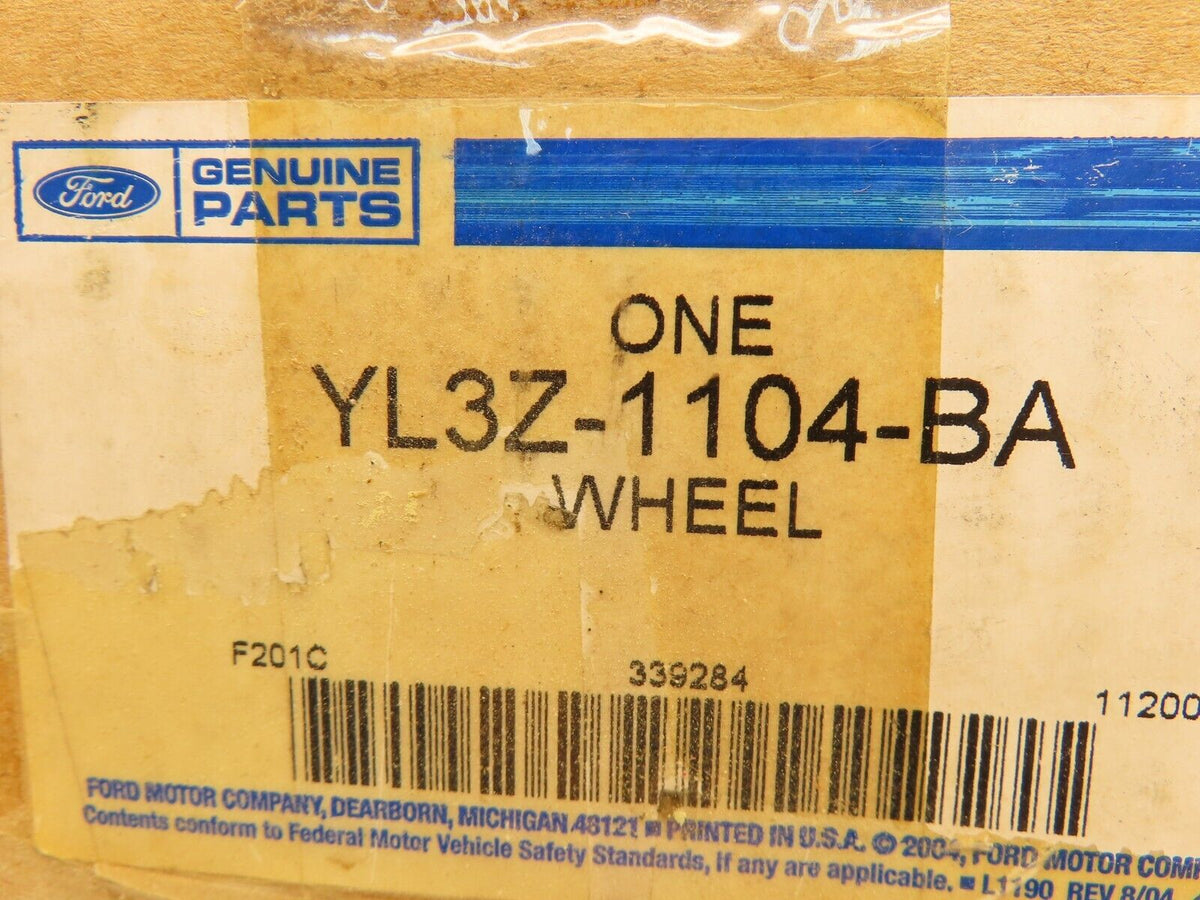 Ford
GENUINE
PARTS
ONE
YL3Z-1104-BA
WHEEL
F201C
339284
11200
FORD MOTOR COMPANY, DEARBORN, MICHIGAN 48121 ■ PRINTED IN U.S.A. © 2004, FORD MOTOR COMP
Contents conform to Federal Motor Vehicle Safety Standards, if any are applicable. ■ L1190 REV 8/04